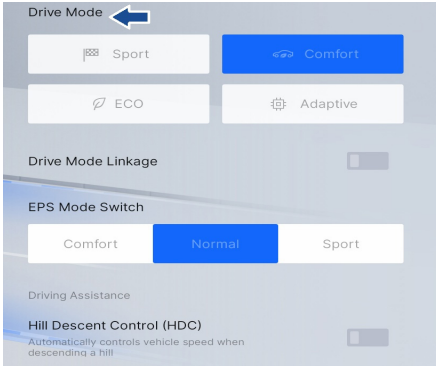 Drive Mode
Sport
Comfort
ECO
Adaptive
Drive Mode Linkage
EPS Mode Switch
Comfort
Normal
Sport
Driving Assistance
Hill Descent Control (HDC)
Automatically controls vehicle speed when
descending a hill